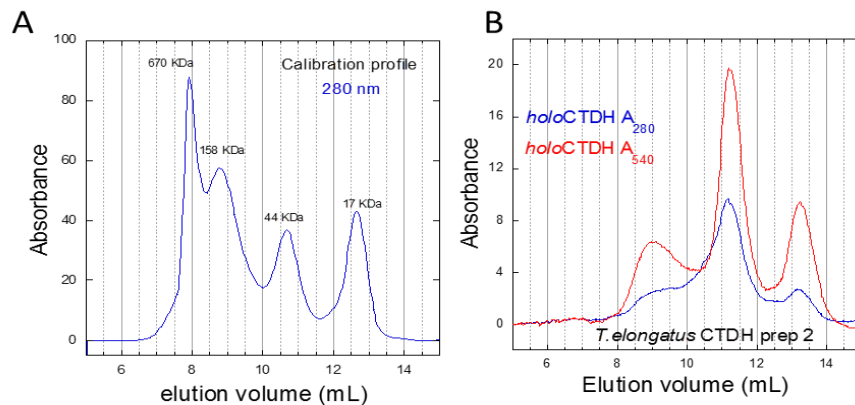 A
100
80
60
40
20
0
670 KDa
158 KDa
44 KDa
17 KDa
Calibration profile
280 nm
Absorbance
6 8 10 12 14
elution volume (mL)
B
20
16
12
8
4
0
holoCTDH A280
holoCTDH A540
T.elongatus CTDH prep 2
Absorbance
6 8 10 12 14
Elution volume (mL)